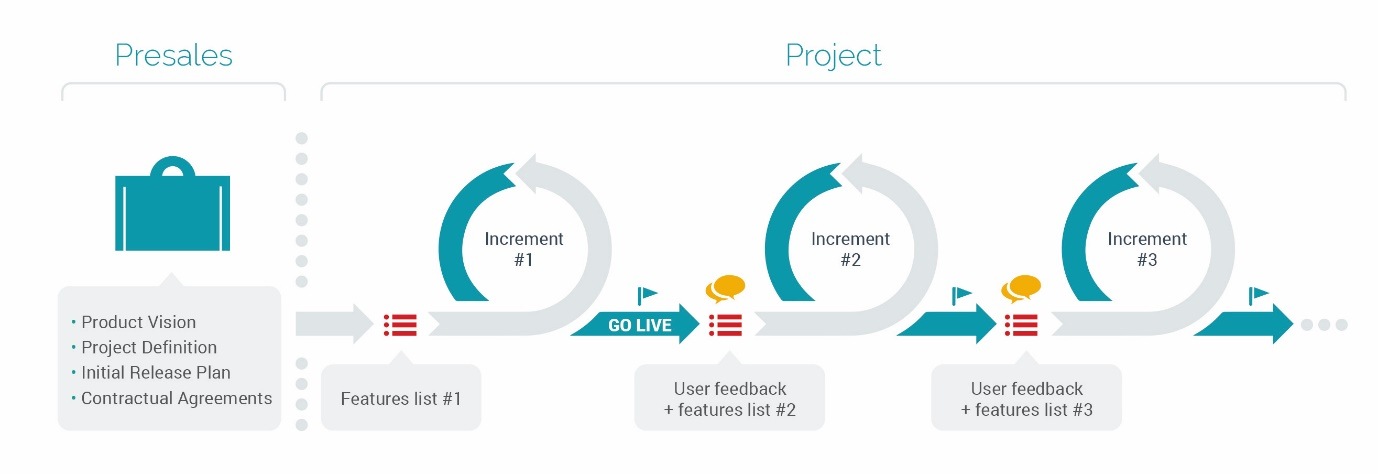 Presales
Project
• Product Vision
• Project Definition
• Initial Release Plan
• Contractual Agreements
Features list #1
Increment
#1
GO LIVE
User feedback
+ features list #2
Increment
#2
User feedback
+ features list #3
Increment
#3